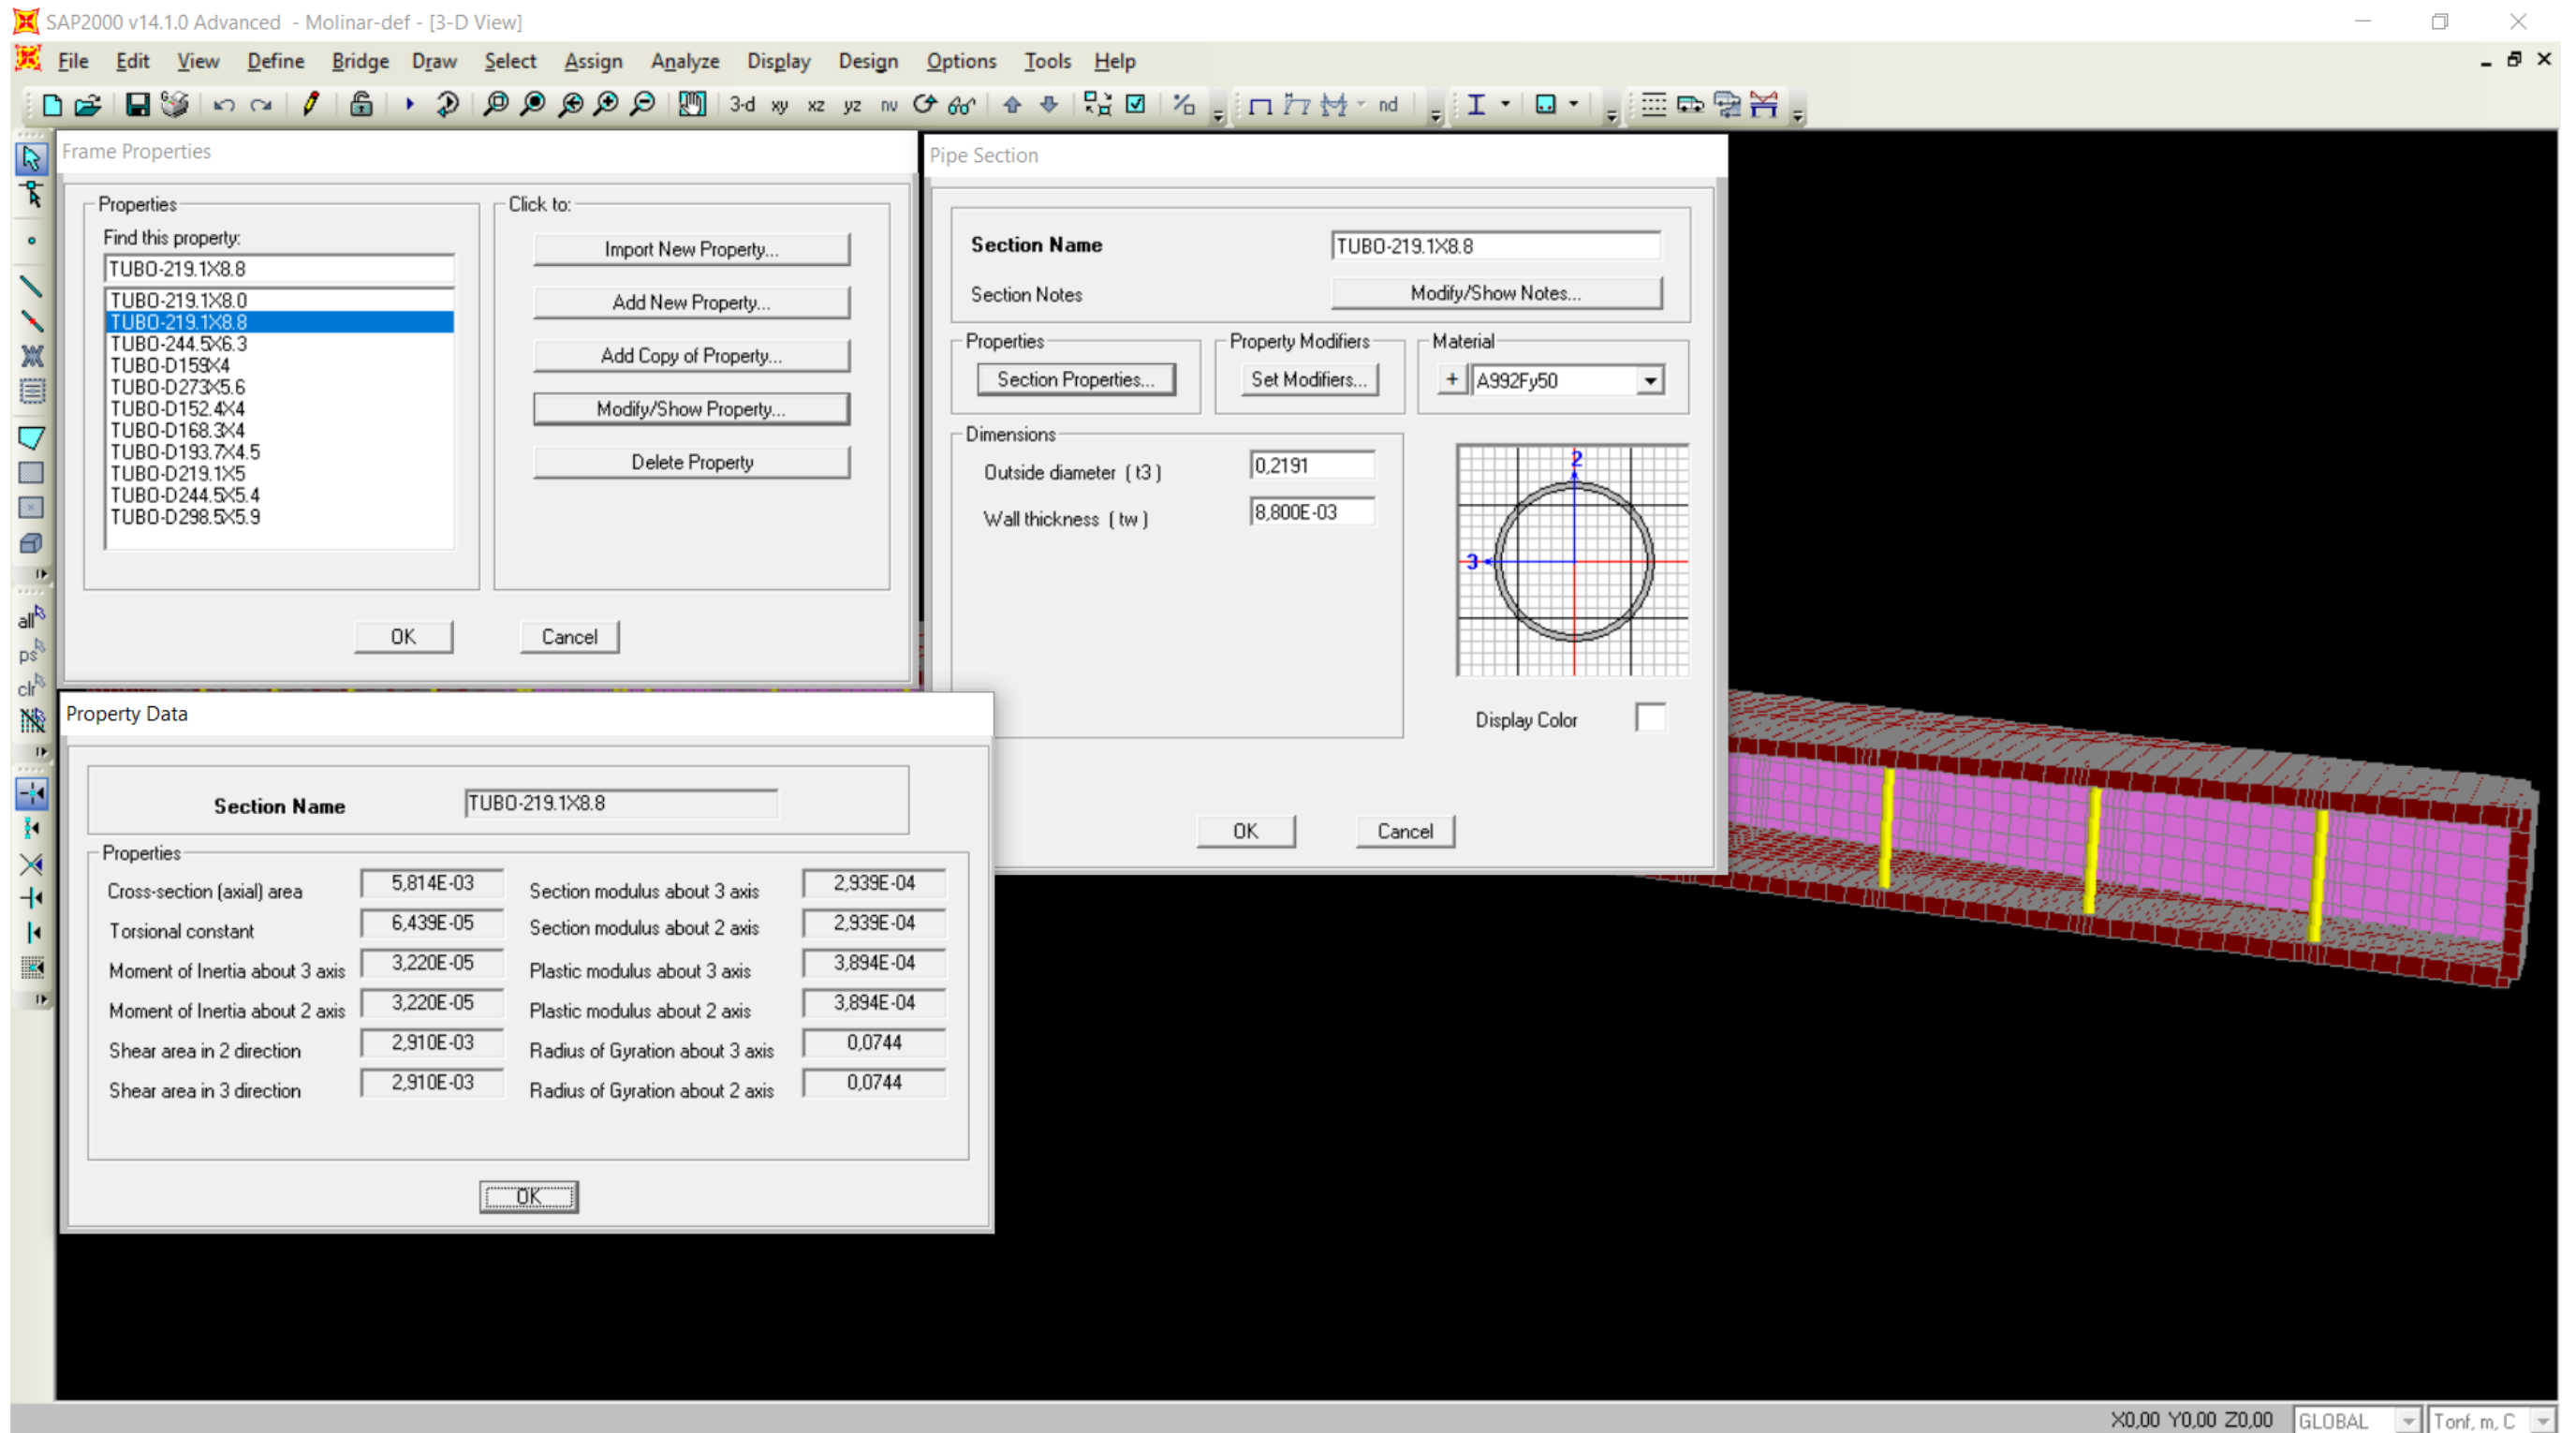 SAP2000 v14.1.0 Advanced - Molinar-def - [3-D View]
File Edit View Define Bridge Draw Select Assign Analyze Display Design Options Tools Help
3-d xy xz yz nv nd
Frame Properties
Properties
Find this property:
TUBO-219.1X8.8
TUBO-219.1X8.0
TUBO-219.1X8.8
TUBO-244.5X6.3
TUBO-D159X4
TUBO-D273X5.6
TUBO-D152.4X4
TUBO-D168.3X4
TUBO-D193.7X4.5
TUBO-D219.1X5
TUBO-D244.5X5.4
TUBO-D298.5X5.9
Click to:
Import New Property...
Add New Property...
Add Copy of Property...
Modify/Show Property...
Delete Property
OK Cancel
Pipe Section
Section Name TUBO-219.1X8.8
Section Notes Modify/Show Notes...
Properties
Section Properties...
Property Modifiers
Set Modifiers...
Material
+ A992Fy50
Dimensions
Outside diameter ( t3 ) 0,2191
Wall thickness ( tw ) 8,800E-03
2
3
Display Color
OK Cancel
all
ps
clr
Property Data
Section Name TUBO-219.1X8.8
Properties
Cross-section (axial) area 5,814E-03 Section modulus about 3 axis 2,939E-04
Torsional constant 6,439E-05 Section modulus about 2 axis 2,939E-04
Moment of Inertia about 3 axis 3,220E-05 Plastic modulus about 3 axis 3,894E-04
Moment of Inertia about 2 axis 3,220E-05 Plastic modulus about 2 axis 3,894E-04
Shear area in 2 direction 2,910E-03 Radius of Gyration about 3 axis 0,0744
Shear area in 3 direction 2,910E-03 Radius of Gyration about 2 axis 0,0744
OK
X0,00 Y0,00 Z0,00 GLOBAL Tonf, m, C